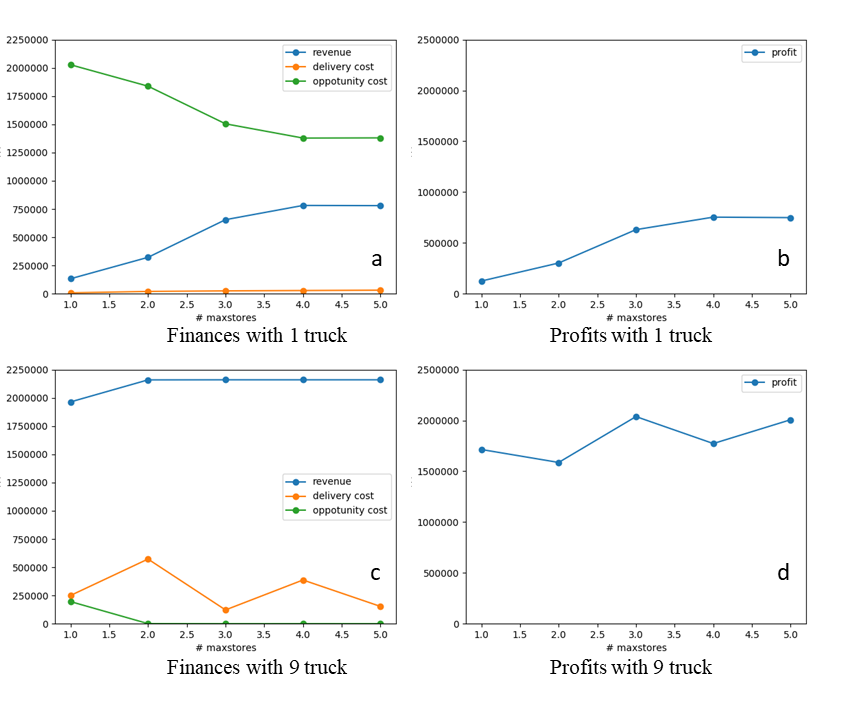 2250000
2000000
1750000
1500000
1250000
1000000
750000
500000
250000
0
revenue
delivery cost
oppotunity cost
a
1.0 1.5 2.0 2.5 3.0 3.5 4.0 4.5 5.0
# maxstores
Finances with 1 truck
2500000
2000000
1500000
1000000
500000
0
profit
b
1.0 1.5 2.0 2.5 3.0 3.5 4.0 4.5 5.0
# maxstores
Profits with 1 truck
2250000
2000000
1750000
1500000
1250000
1000000
750000
500000
250000
0
revenue
delivery cost
oppotunity cost
c
1.0 1.5 2.0 2.5 3.0 3.5 4.0 4.5 5.0
# maxstores
Finances with 9 truck
2500000
2000000
1500000
1000000
500000
0
profit
d
1.0 1.5 2.0 2.5 3.0 3.5 4.0 4.5 5.0
# maxstores
Profits with 9 truck